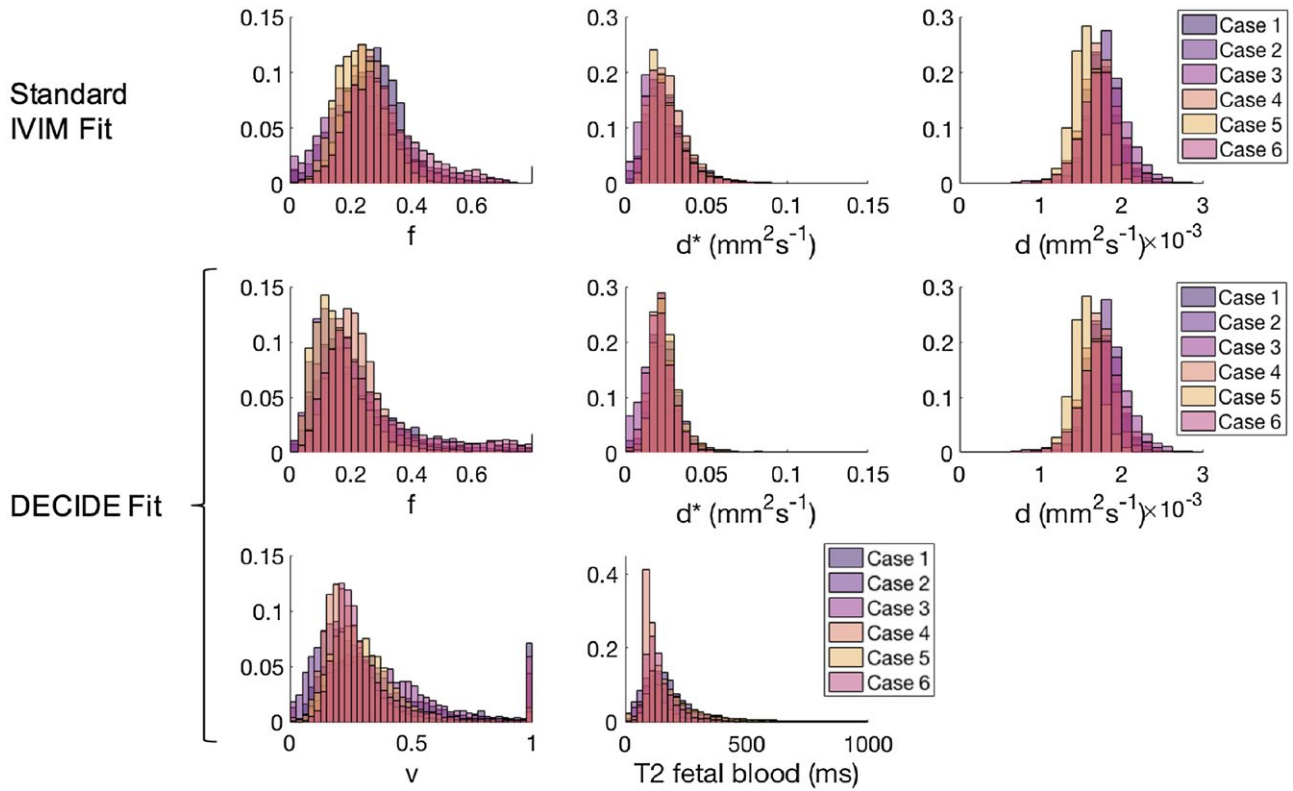 Standard
IVIM Fit
0.15
0.1
0.05
0
0 0.2 0.4 0.6
f
0.3
0.2
0.1
0
0 0.05 0.1 0.15
d* (mm²s⁻¹)
0.3
0.2
0.1
0
0 1 2 3
d (mm²s⁻¹)×10⁻³
Case 1
Case 2
Case 3
Case 4
Case 5
Case 6
DECIDE Fit
0.15
0.1
0.05
0
0 0.2 0.4 0.6
f
0.3
0.2
0.1
0
0 0.05 0.1 0.15
d* (mm²s⁻¹)
0.3
0.2
0.1
0
0 1 2 3
d (mm²s⁻¹)×10⁻³
Case 1
Case 2
Case 3
Case 4
Case 5
Case 6
0.15
0.1
0.05
0
0 0.5 1
v
0.4
0.2
0
0 500 1000
T2 fetal blood (ms)
Case 1
Case 2
Case 3
Case 4
Case 5
Case 6